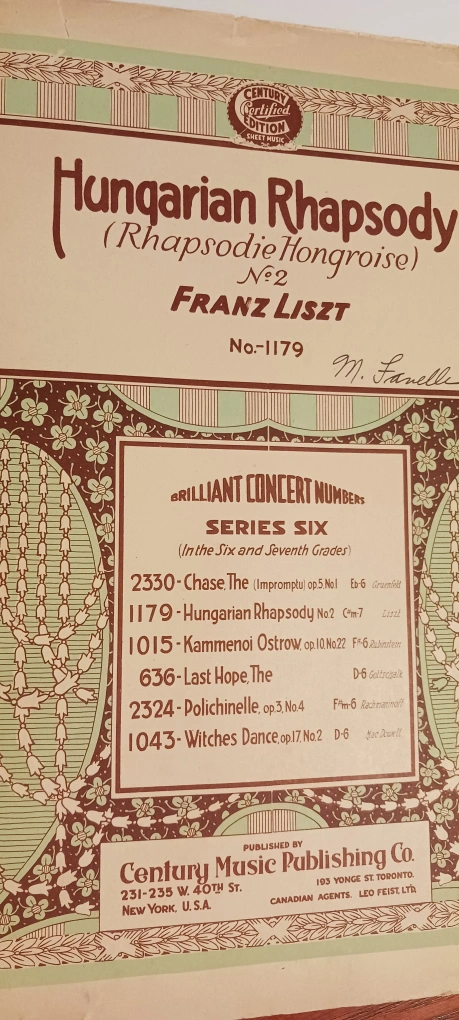 CENTURY
Certified
EDITION
SHEET MUSIC
Hungarian Rhapsody
(Rhapsodie Hongroise)
No. 2
FRANZ LISZT
No.-1179
M. Fanelle
BRILLIANT CONCERT NUMBERS
SERIES SIX
(In the Six and Seventh Grades)
2330-Chase, The (Impromptu) op.5, No.1 Eb-6 Gruenfelt
1179-Hungarian Rhapsody No.2 C#m-7 Liszt
1015-Kammenoi Ostrow, op.10, No.22 F#-6 Rubinstein
636-Last Hope, The D-6 Gottschalk
2324-Polichinelle, op.3, No.4 F#m-6 Rachmaninoff
1043-Witches Dance, op.17, No.2 D-6 Mac Dowell
PUBLISHED BY
Century Music Publishing Co.
231-235 W. 40TH ST. 193 YONGE ST. TORONTO.
NEW YORK, U.S.A. CANADIAN AGENTS. LEO FEIST, LTD.